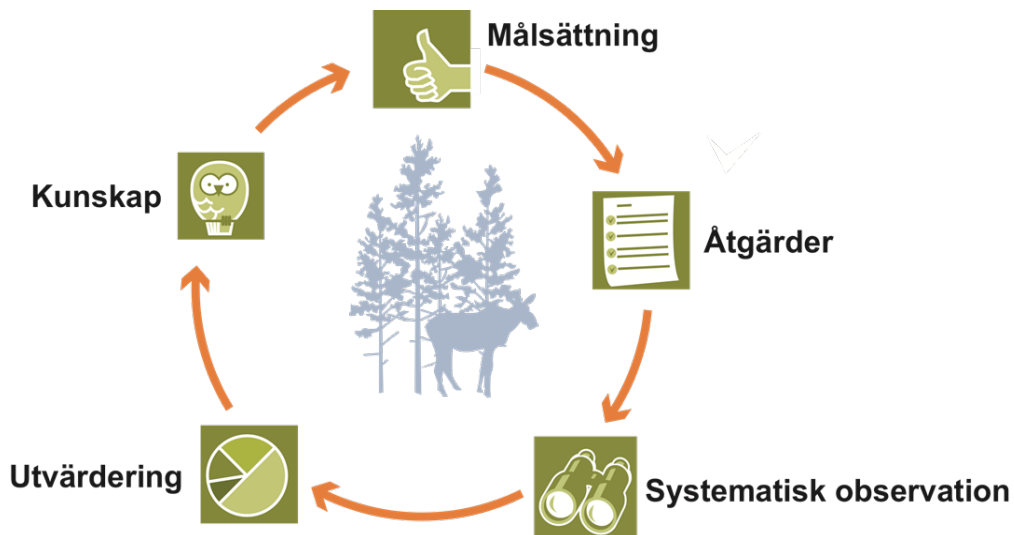 Målsättning
Kunskap
Åtgärder
Utvärdering
Systematisk observation